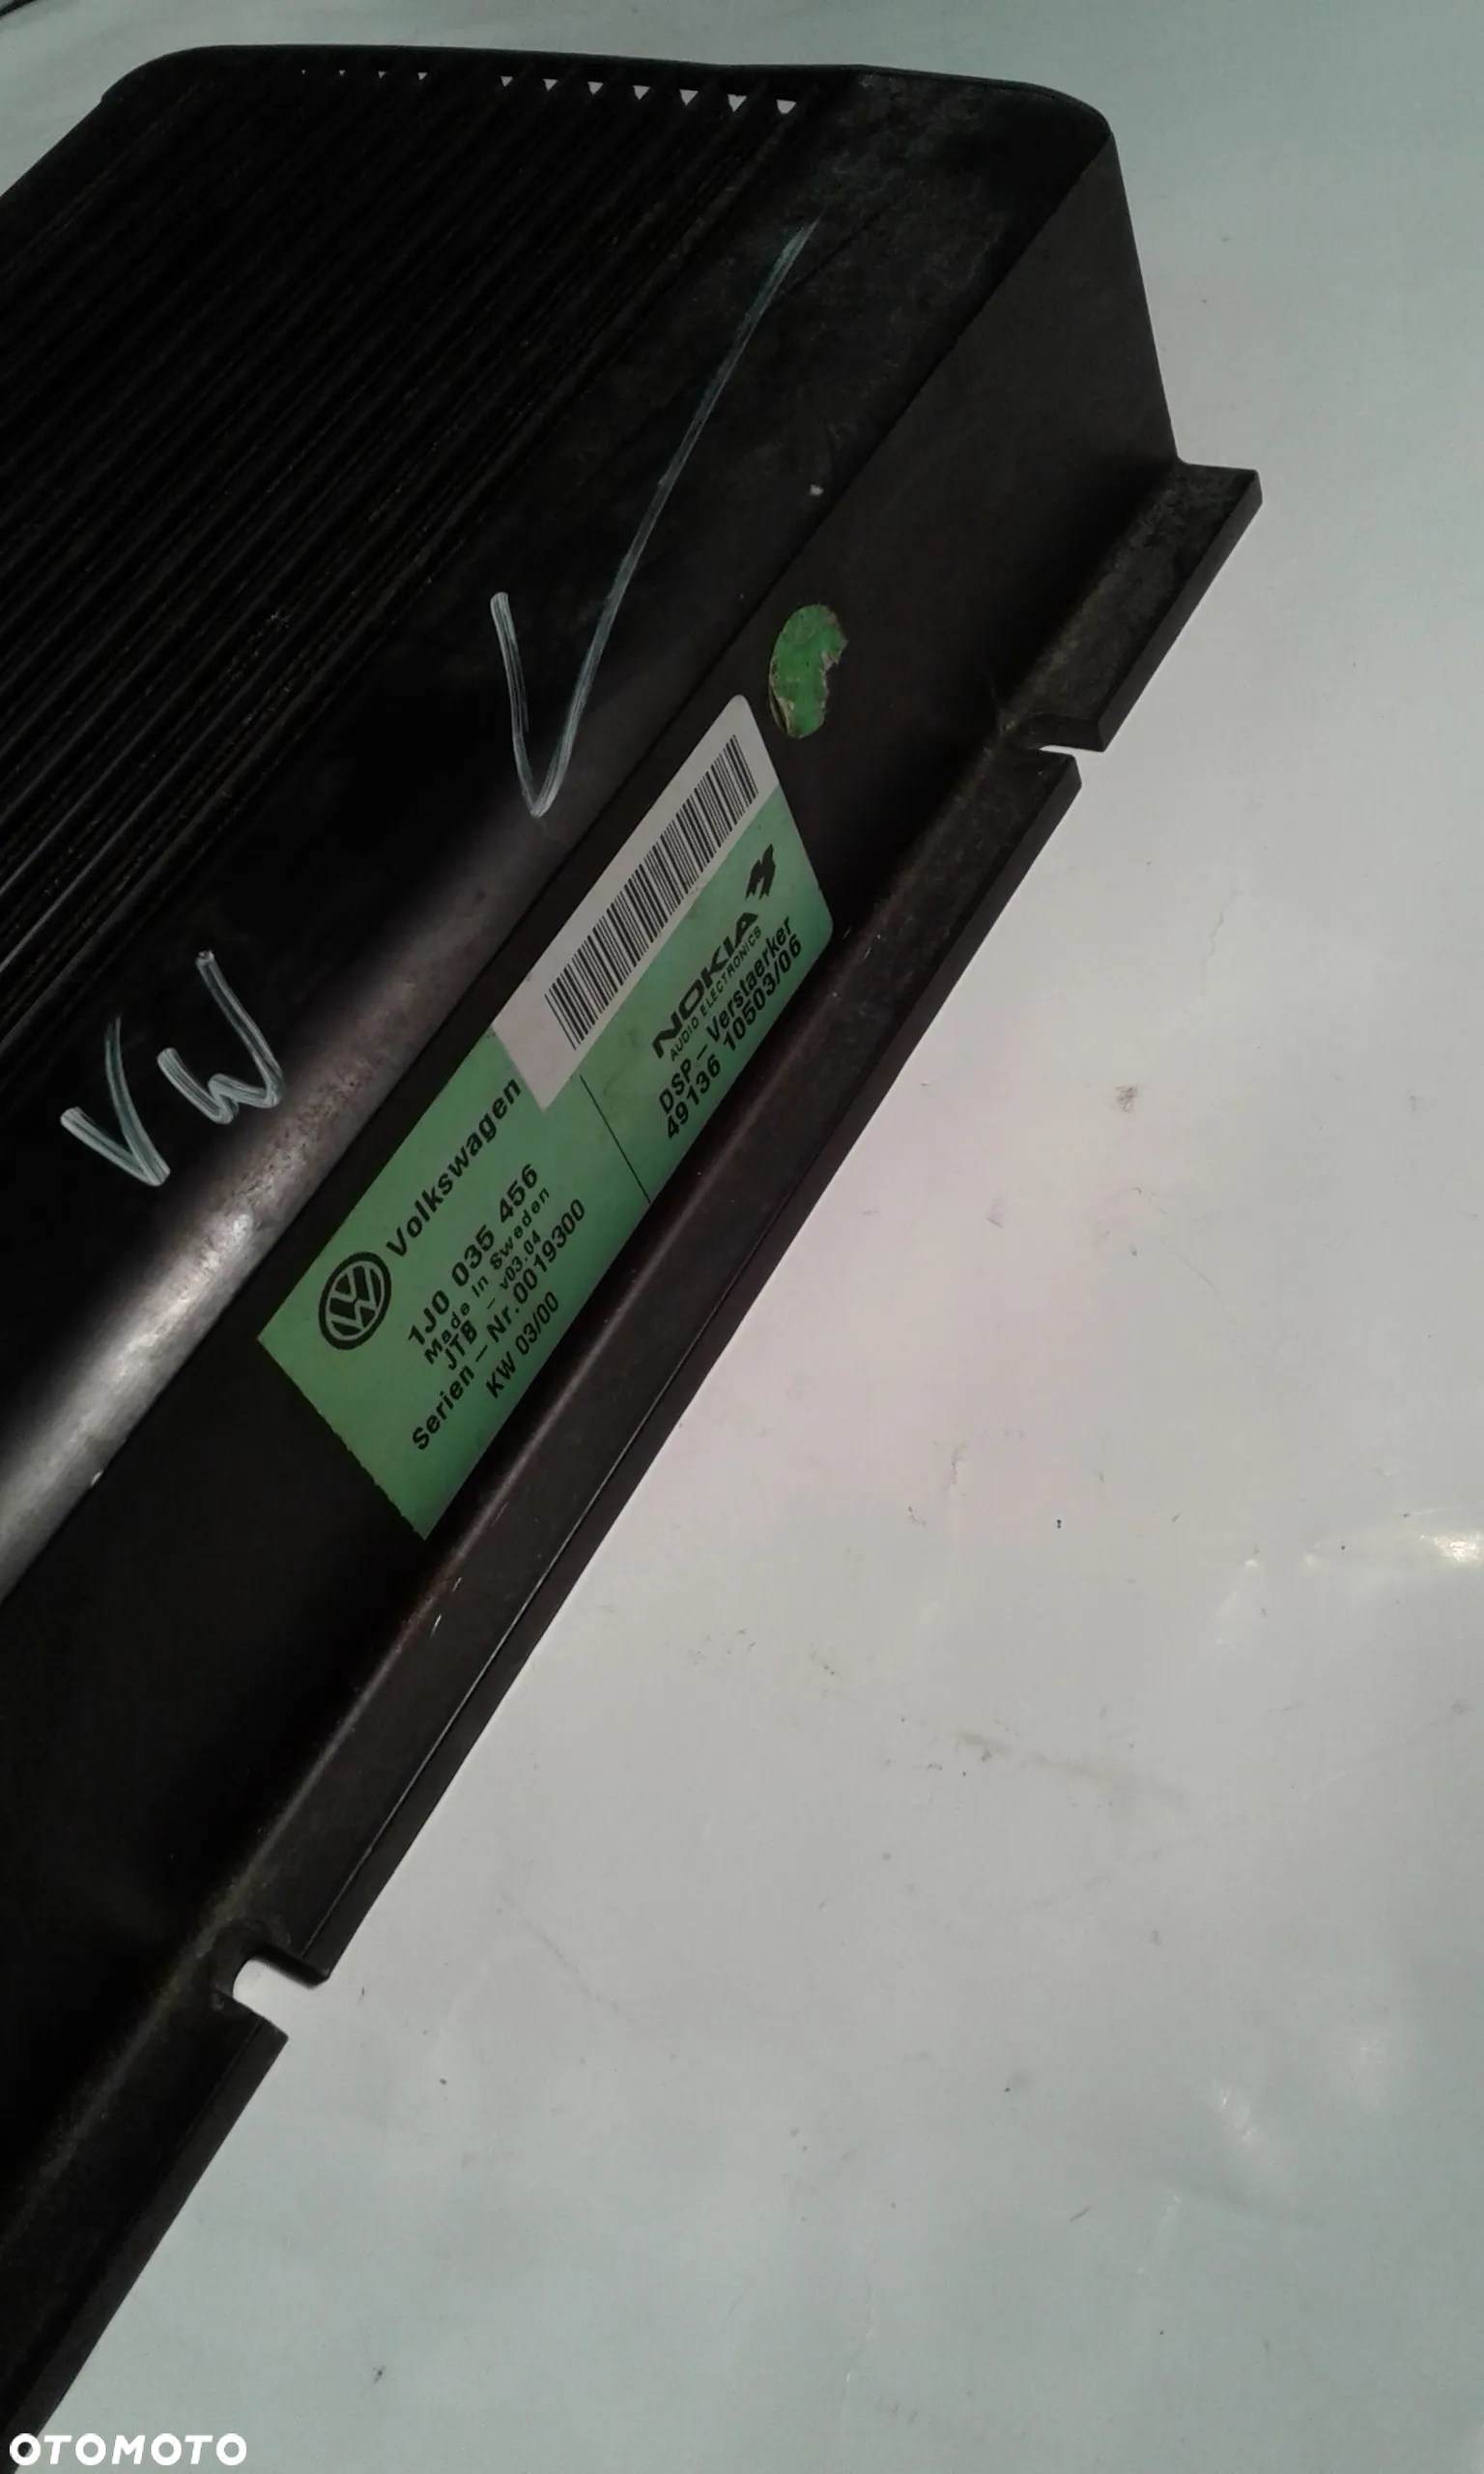 VW
Volkswagen
1J0 035 456
Made In Sweden
JTB - v03.04
Serien - Nr.0019300
KW 03/00
NOKIA
AUDIO ELECTRONICS
DSP - Verstaerker
49136 10503/06
OTOMOTO